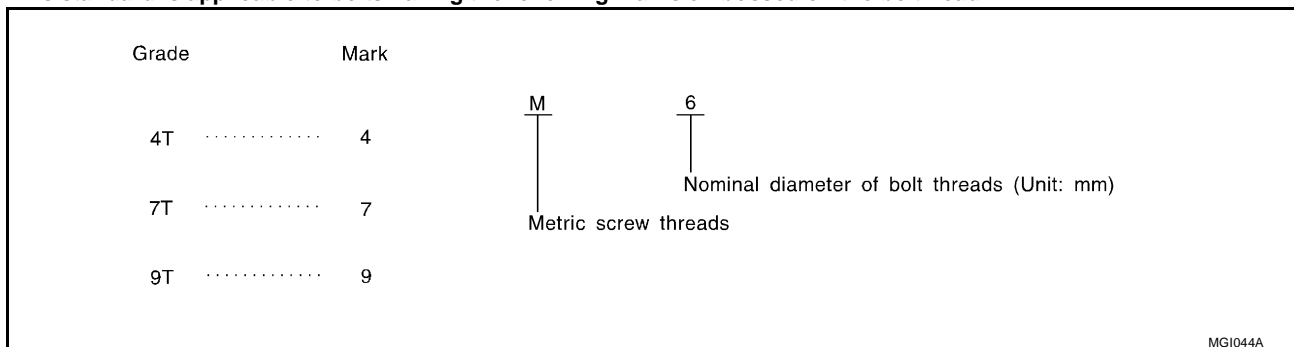 Grade Mark
M 6
4T ············· 4
Nominal diameter of bolt threads (Unit: mm)
7T ············· 7
Metric screw threads
9T ············· 9
MGI044A